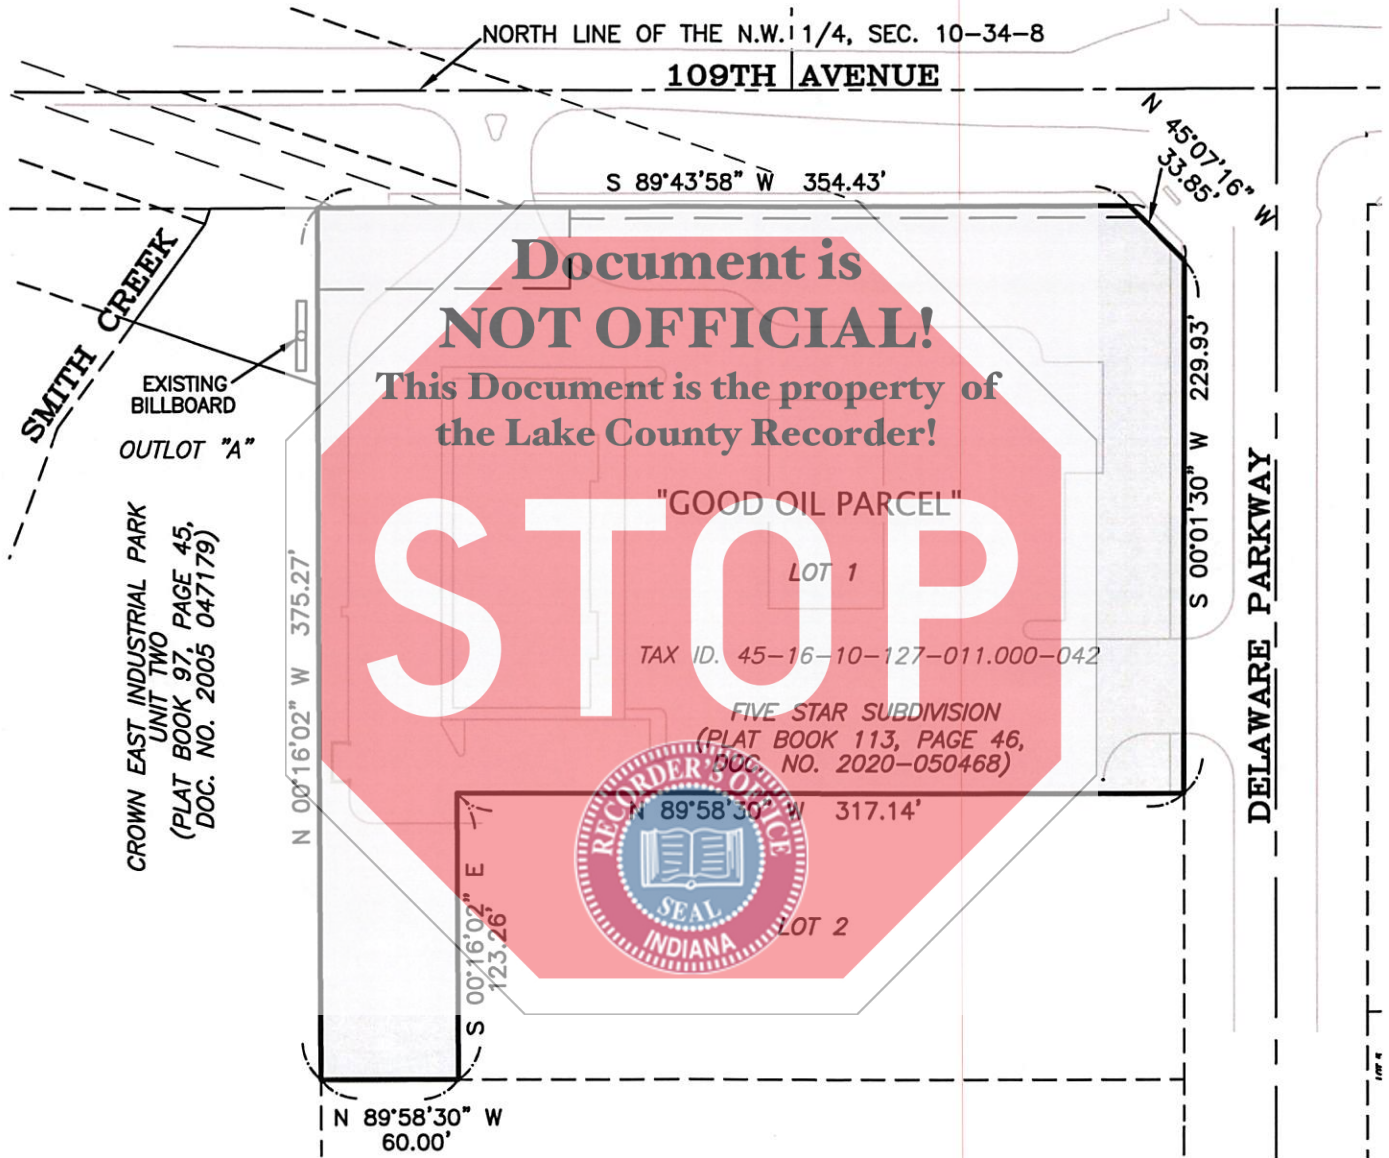 NORTH LINE OF THE N.W. 1/4, SEC. 10-34-8
109TH AVENUE
N 45°07'16" W
33.85'
S 89°43'58" W 354.43'
SMITH CREEK
EXISTING
BILLBOARD
OUTLOT "A"
CROWN EAST INDUSTRIAL PARK
UNIT TWO
(PLAT BOOK 97, PAGE 45,
DOC. NO. 2005 047179)
N 00°16'02" W 375.27'
Document is
NOT OFFICIAL!
This Document is the property of
the Lake County Recorder!
STOP
"GOOD OIL PARCEL"
LOT 1
TAX ID. 45-16-10-127-011.000-042
FIVE STAR SUBDIVISION
(PLAT BOOK 113, PAGE 46,
DOC. NO. 2020-050468)
S 00°01'30" W 229.93'
DELAWARE PARKWAY
N 89°58'30" W 317.14'
RECORDER'S OFFICE
SEAL
INDIANA
S 00°16'02" E
123.26'
LOT 2
N 89°58'30" W
60.00'